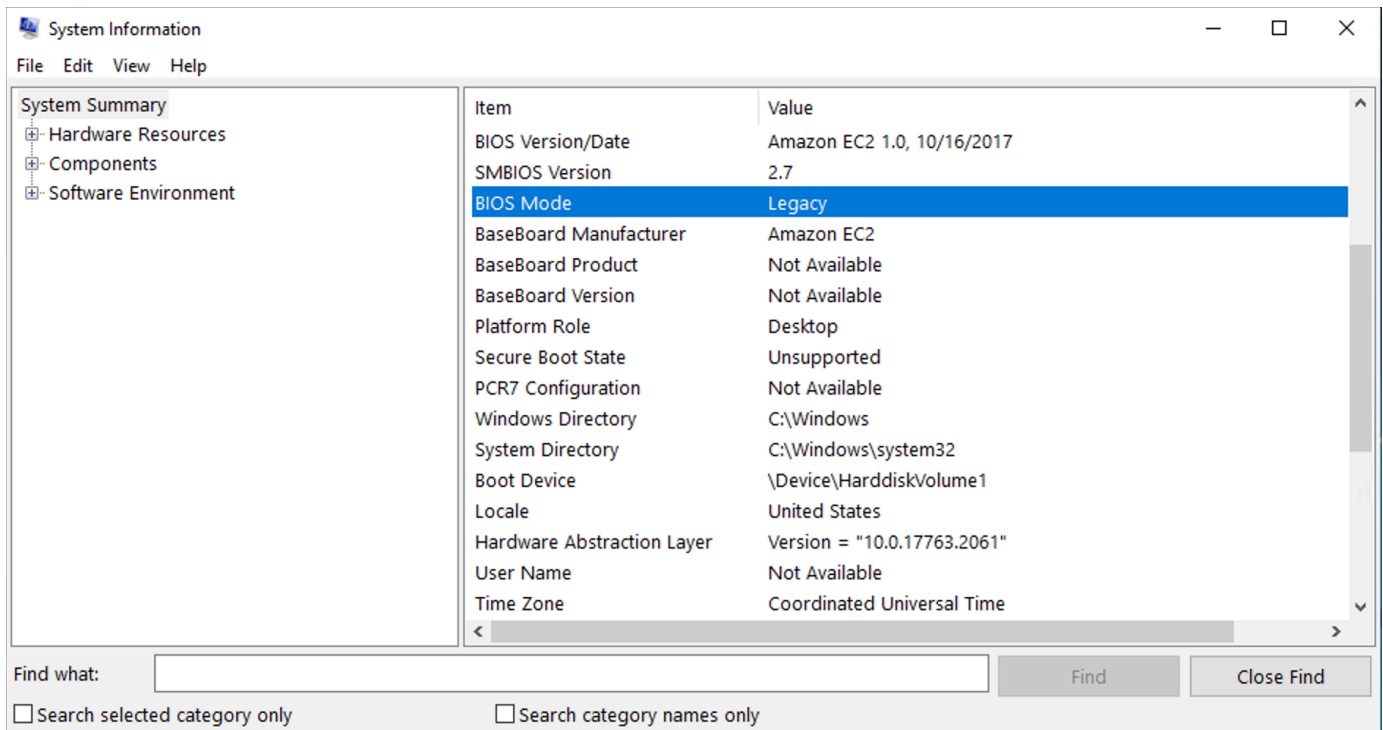 System Information
File Edit View Help
System Summary
Hardware Resources
Components
Software Environment
Item Value
BIOS Version/Date Amazon EC2 1.0, 10/16/2017
SMBIOS Version 2.7
BIOS Mode Legacy
BaseBoard Manufacturer Amazon EC2
BaseBoard Product Not Available
BaseBoard Version Not Available
Platform Role Desktop
Secure Boot State Unsupported
PCR7 Configuration Not Available
Windows Directory C:\Windows
System Directory C:\Windows\system32
Boot Device \Device\HarddiskVolume1
Locale United States
Hardware Abstraction Layer Version = "10.0.17763.2061"
User Name Not Available
Time Zone Coordinated Universal Time
Find what: Find Close Find
Search selected category only Search category names only